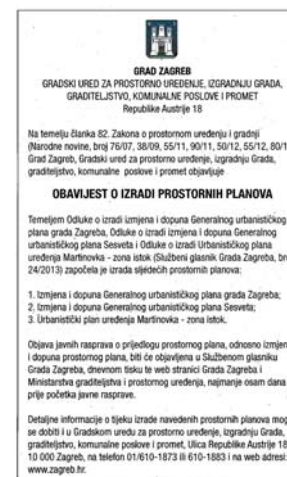 GRAD ZAGREB
GRADSKI URED ZA PROSTORNO UREĐENJE, IZGRADNJU GRADA,
GRADITELJSTVO, KOMUNALNE POSLOVE I PROMET
Republike Austrije 18
Na temelju članka 82. Zakona o prostornom uređenju i gradnji
(Narodne novine, broj 76/07, 38/09, 55/11, 90/11, 50/12, 55/12, 80/1
Grad Zagreb, Gradski ured za prostorno uređenje, izgradnju Grada,
graditeljstvo, komunalne poslove i promet objavljuje
OBAVIJEST O IZRADI PROSTORNIH PLANOVA
Temeljem Odluke o izradi izmjena i dopuna Generalnog urbanističkog
plana grada Zagreba, Odluke o izradi izmjena i dopuna Generalnog
urbanističkog plana Sesveta i Odluke o izradi Urbanističkog plana
uređenja Martinovka - zona istok (Službeni glasnik Grada Zagreba, bro
24/2013) započela je izrada sljedećih prostornih planova:
1. Izmjena i dopuna Generalnog urbanističkog plana grada Zagreba;
2. Izmjena i dopuna Generalnog urbanističkog plana Sesveta;
3. Urbanistički plan uređenja Martinovka - zona istok.
Objava javnih rasprava o prijedlogu prostornog plana, odnosno izmjen
i dopuna prostornog plana, biti će objavljena u Službenom glasniku
Grada Zagreba, dnevnom tisku te web stranici Grada Zagreba i
Ministarstva graditeljstva i prostornog uređenja, najmanje osam dana
prije početka javne rasprave.
Detaljne informacije o tijeku izrade navedenih prostornih planova mog
se dobiti i u Gradskom uredu za prostorno uređenje, izgradnju Grada,
graditeljstvo, komunalne poslove i promet, Ulica Republike Austrije 18
10 000 Zagreb, na telefon 01/610-1873 ili 610-1883 i na web adresi:
www.zagreb.hr.